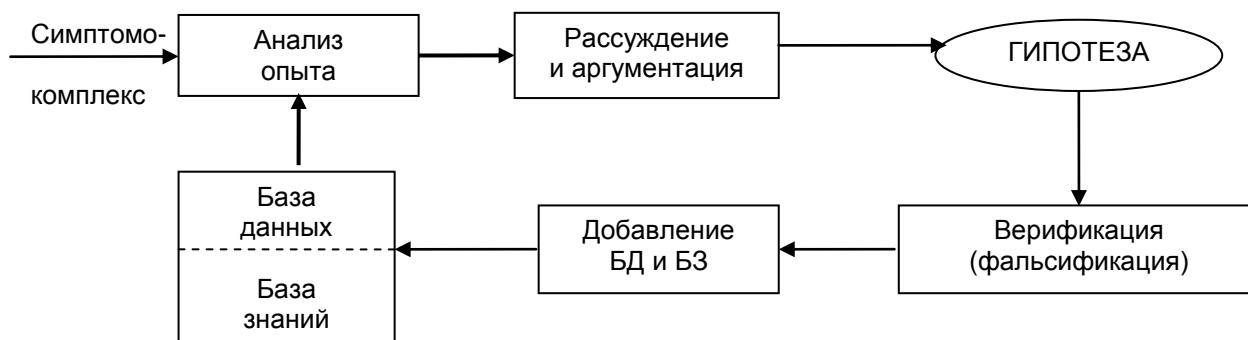 Симптомо-
комплекс
Анализ
опыта
Рассуждение
и аргументация
ГИПОТЕЗА
База
данных
База
знаний
Добавление
БД и БЗ
Верификация
(фальсификация)